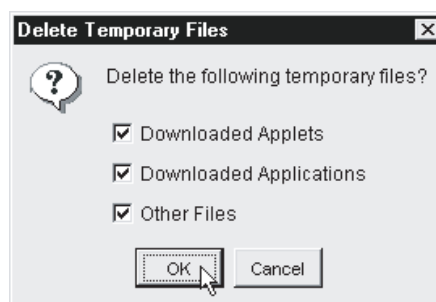 Delete Temporary Files
Delete the following temporary files?
Downloaded Applets
Downloaded Applications
Other Files
OK Cancel